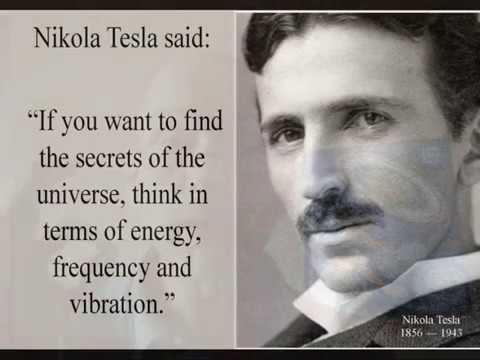 Nikola Tesla said:
“If you want to find
the secrets of the
universe, think in
terms of energy,
frequency and
vibration.”
Nikola Tesla
1856 — 1943